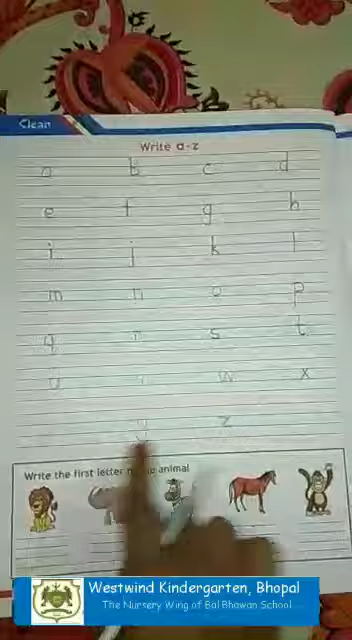 Clean
Write a-z
a b c d
e f g h
i j k l
m n o p
q r s t
u w x
y z
Write the first letter animal
Westwind Kindergarten, Bhopal
The Nursery Wing of Bal Bhawan School....